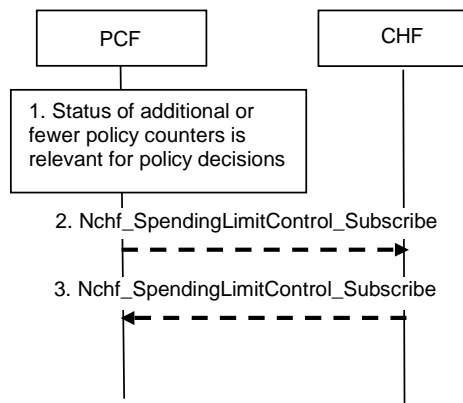 PCF
CHF
1. Status of additional or
fewer policy counters is
relevant for policy decisions
2. Nchf_SpendingLimitControl_Subscribe
3. Nchf_SpendingLimitControl_Subscribe